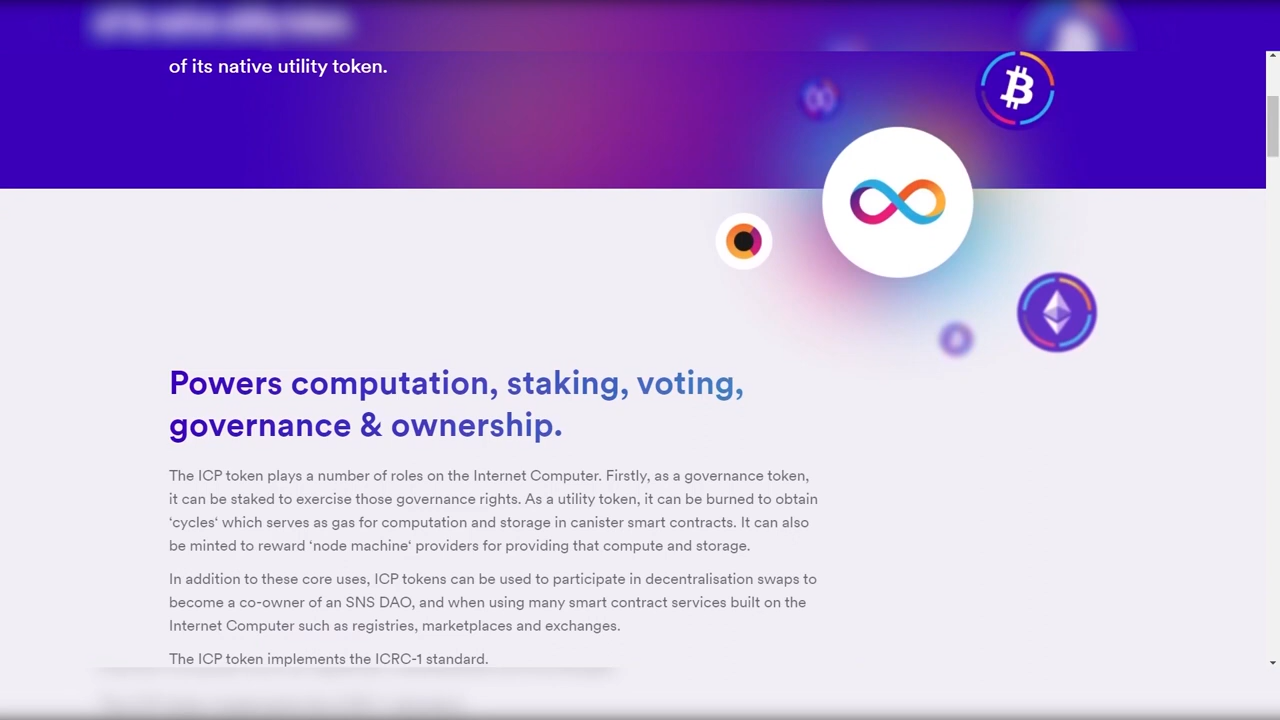 of its native utility token.
Powers computation, staking, voting,
governance & ownership.
The ICP token plays a number of roles on the Internet Computer. Firstly, as a governance token,
it can be staked to exercise those governance rights. As a utility token, it can be burned to obtain
‘cycles‘ which serves as gas for computation and storage in canister smart contracts. It can also
be minted to reward ‘node machine‘ providers for providing that compute and storage.
In addition to these core uses, ICP tokens can be used to participate in decentralisation swaps to
become a co-owner of an SNS DAO, and when using many smart contract services built on the
Internet Computer such as registries, marketplaces and exchanges.
The ICP token implements the ICRC-1 standard.